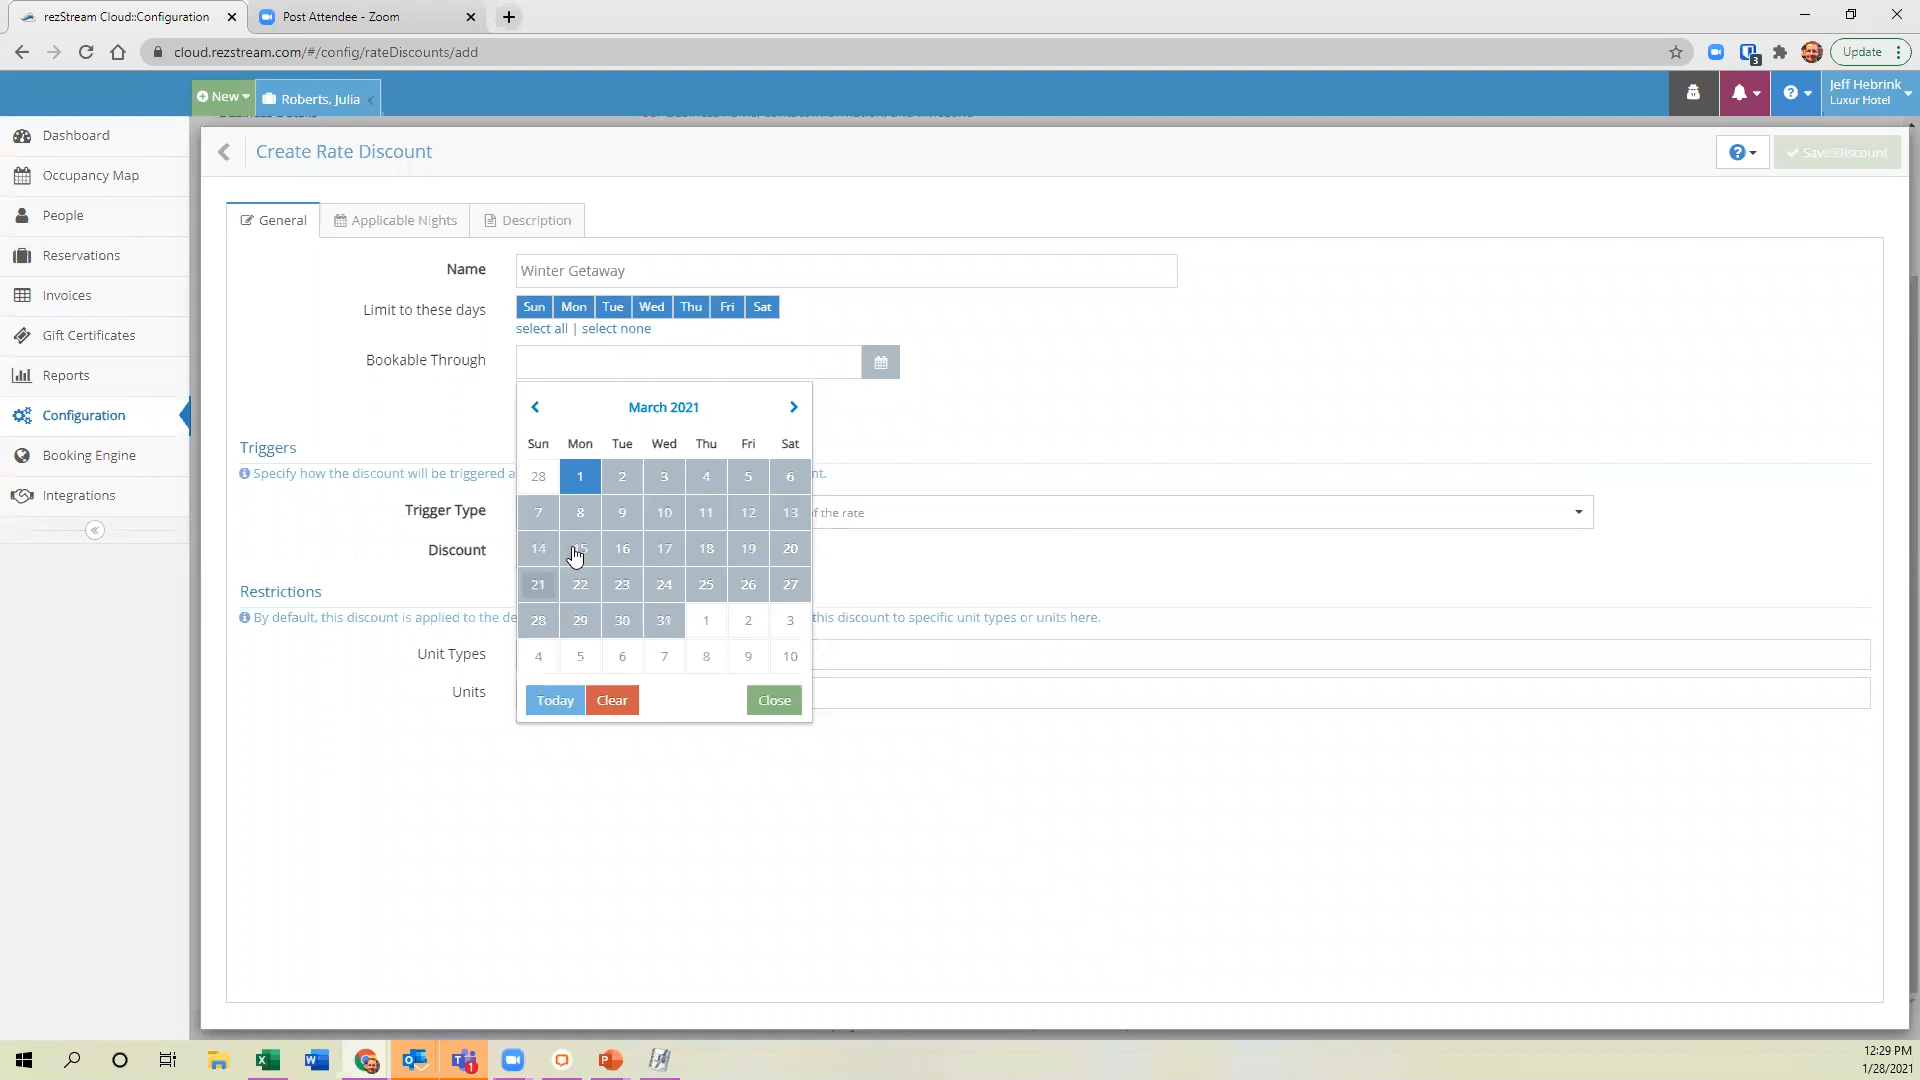 rezStream Cloud::Configuration
Post Attendee - Zoom
cloud.rezstream.com/#/config/rateDiscounts/add
Update
3
New
Roberts, Julia
Jeff Hebrink
Luxur Hotel
Dashboard
Occupancy Map
People
Reservations
Invoices
Gift Certificates
Reports
Configuration
Booking Engine
Integrations
Create Rate Discount
Save Discount
General
Applicable Nights
Description
Name
Winter Getaway
Limit to these days
Sun Mon Tue Wed Thu Fri Sat
select all | select none
Bookable Through
March 2021
Sun Mon Tue Wed Thu Fri Sat
28 1 2 3 4 5 6
7 8 9 10 11 12 13
14 15 16 17 18 19 20
21 22 23 24 25 26 27
28 29 30 31 1 2 3
4 5 6 7 8 9 10
Today Clear Close
Triggers
Specify how the discount will be triggered a nt.
Trigger Type
of the rate
Discount
Restrictions
By default, this discount is applied to the de this discount to specific unit types or units here.
Unit Types
Units
1
12:29 PM
1/28/2021